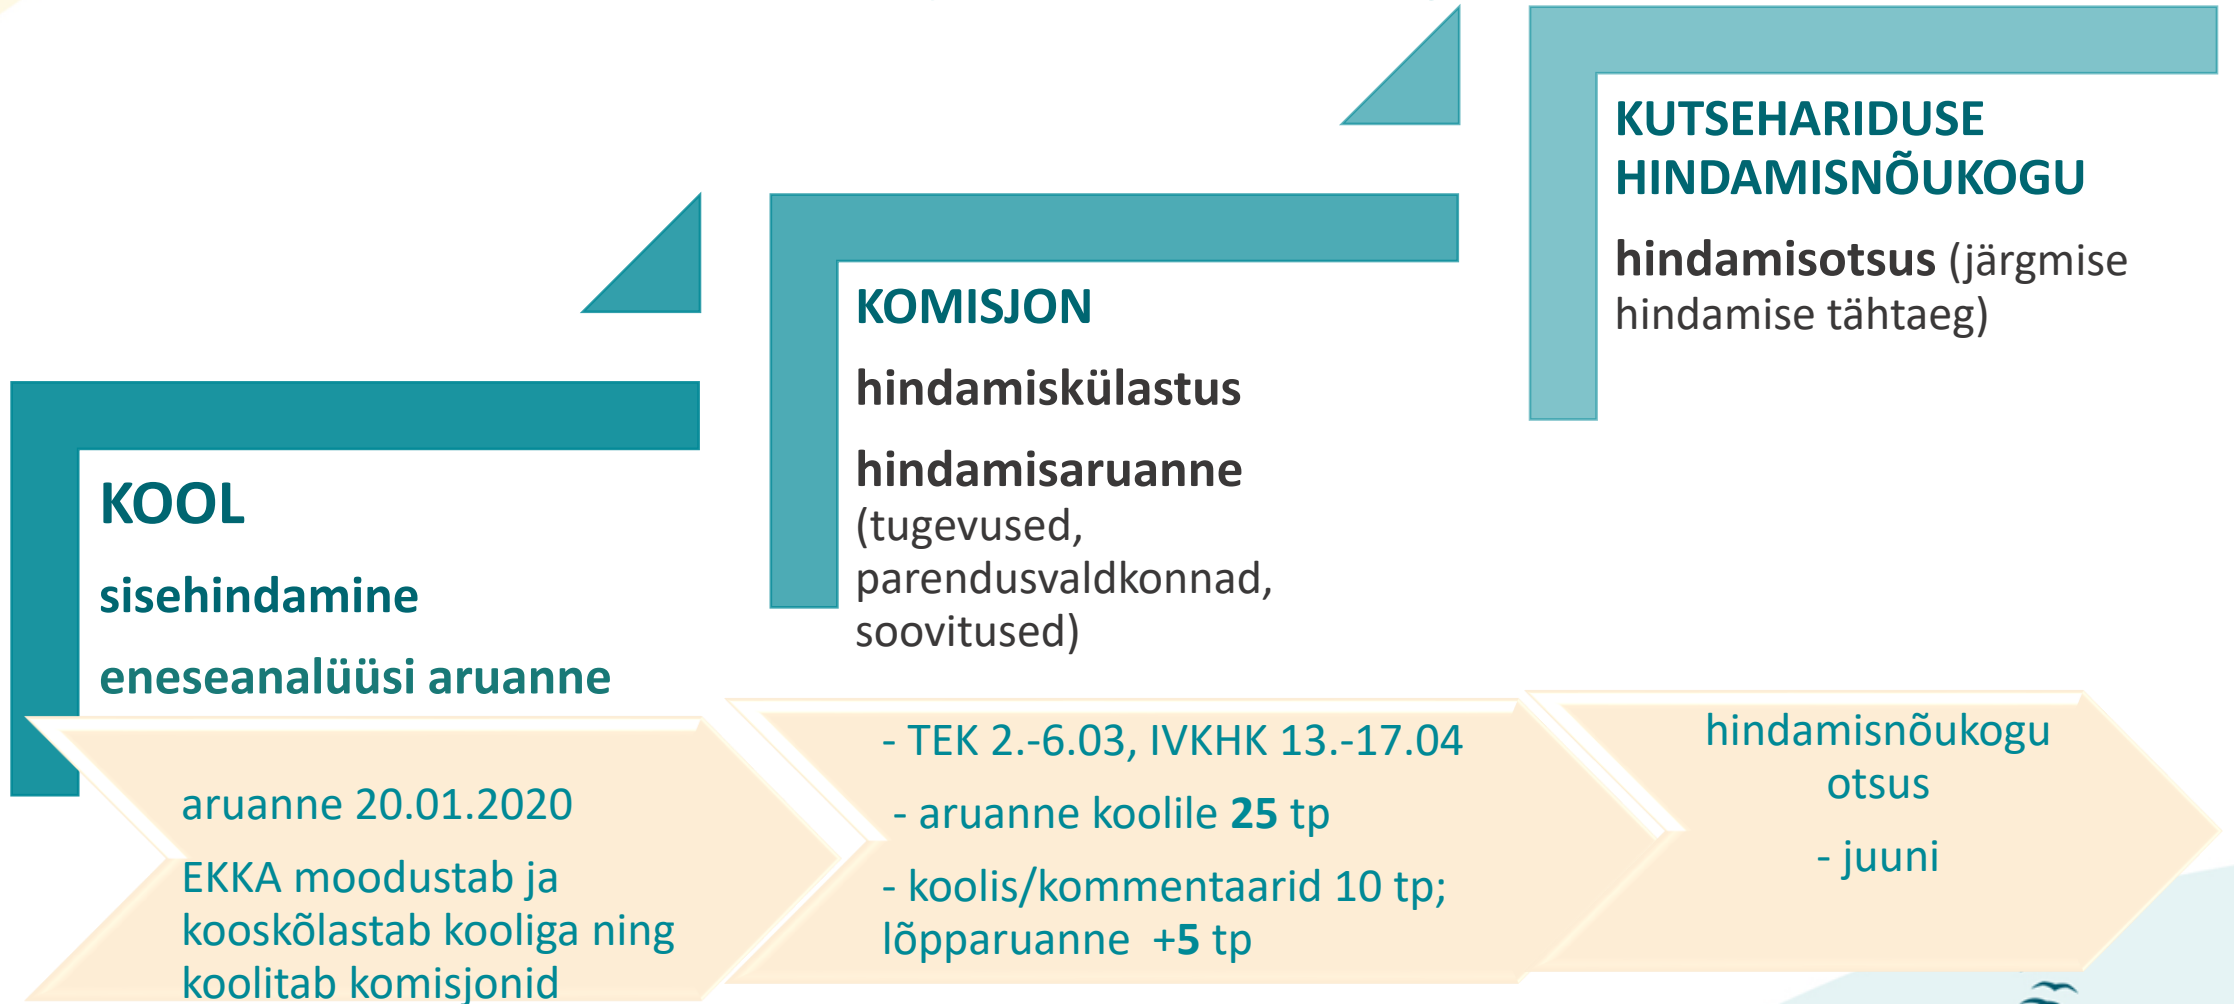 KOOL
sisehindamine
eneseanalüüsi aruanne
aruanne 20.01.2020
EKKA moodustab ja
kooskõlastab kooliga ning
koolitab komisjonid
KOMISJON
hindamiskülastus
hindamisaruanne
(tugevused,
parendusvaldkonnad,
soovitused)
- TEK 2.-6.03, IVKHK 13.-17.04
- aruanne koolile 25 tp
- koolis/kommentaarid 10 tp;
lõpparuanne +5 tp
KUTSEHARIDUSE
HINDAMISNÕUKOGU
hindamisotsus (järgmise
hindamise tähtaeg)
hindamisnõukogu
otsus
- juuni